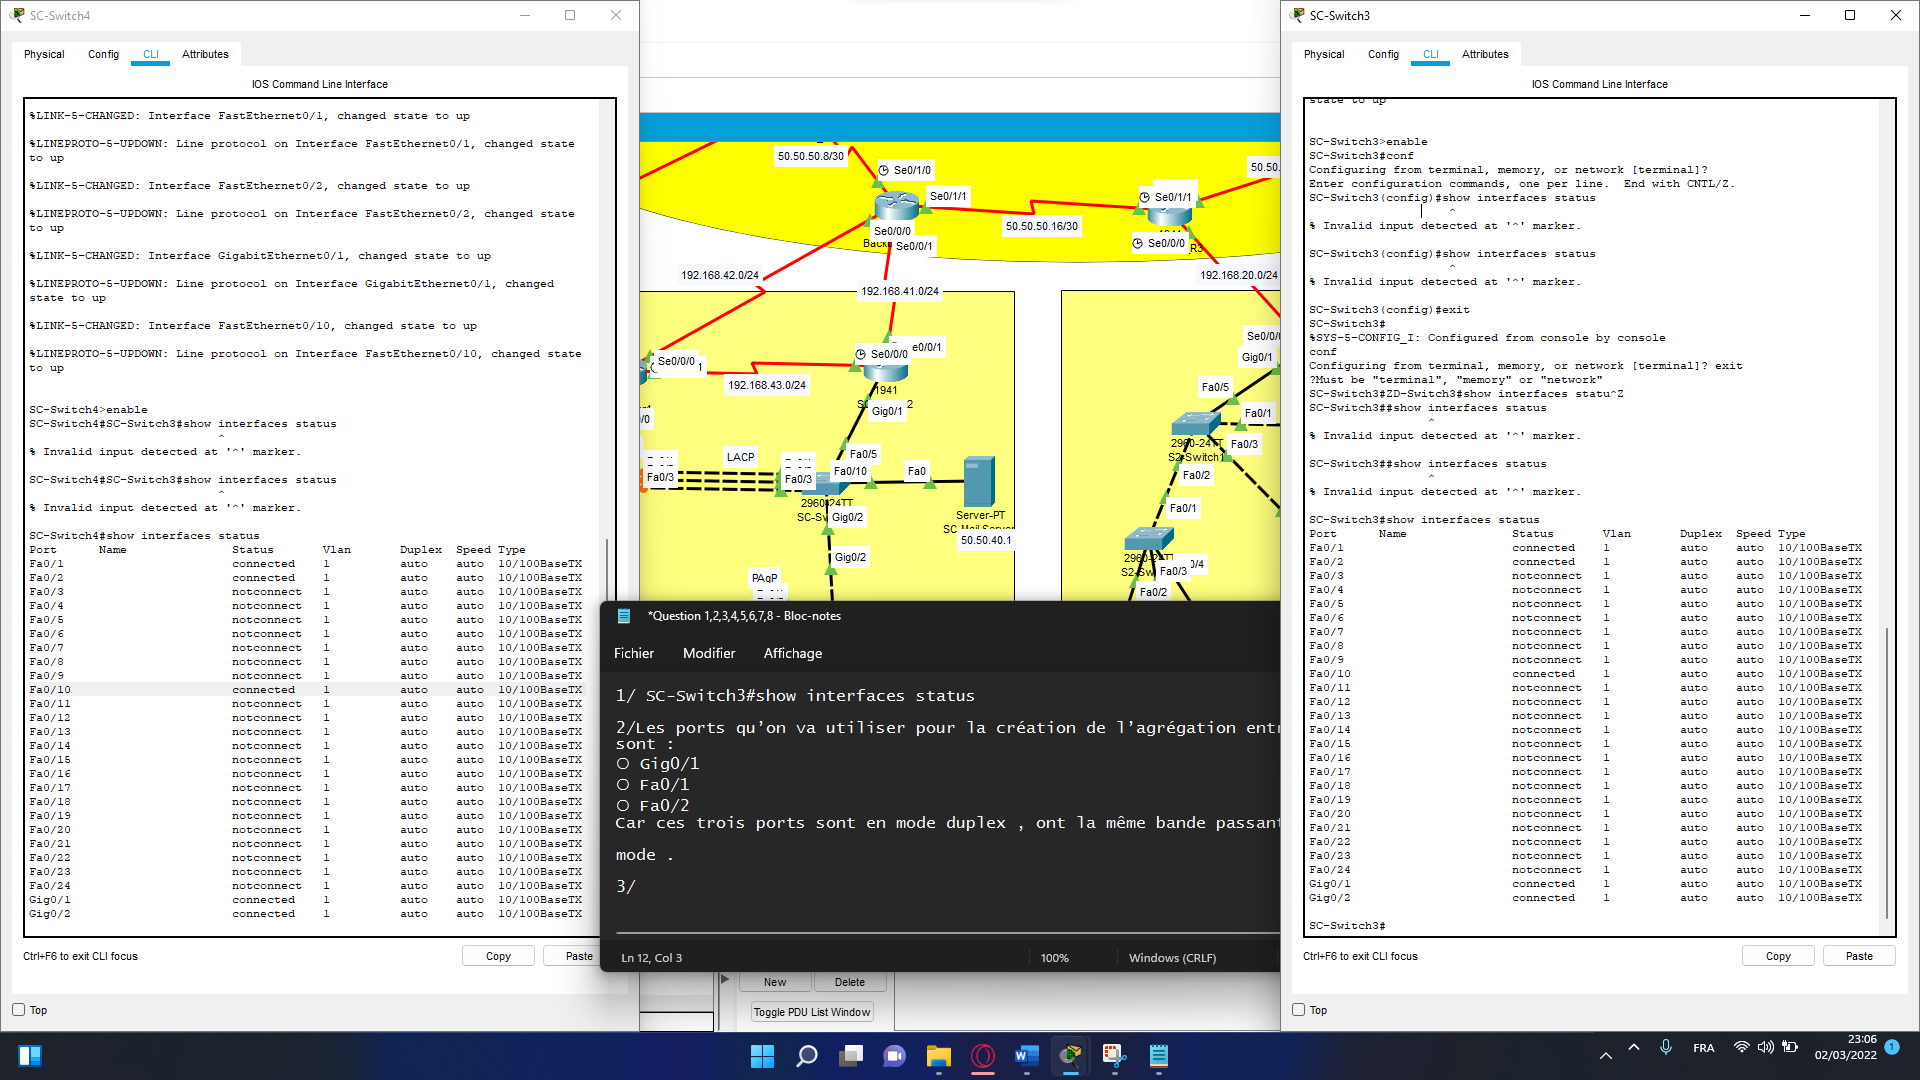 SC-Switch4
Physical Config CLI Attributes
IOS Command Line Interface
%LINK-5-CHANGED: Interface FastEthernet0/1, changed state to up
%LINEPROTO-5-UPDOWN: Line protocol on Interface FastEthernet0/1, changed state
to up
%LINK-5-CHANGED: Interface FastEthernet0/2, changed state to up
%LINEPROTO-5-UPDOWN: Line protocol on Interface FastEthernet0/2, changed state
to up
%LINK-5-CHANGED: Interface GigabitEthernet0/1, changed state to up
%LINEPROTO-5-UPDOWN: Line protocol on Interface GigabitEthernet0/1, changed
state to up
%LINK-5-CHANGED: Interface FastEthernet0/10, changed state to up
%LINEPROTO-5-UPDOWN: Line protocol on Interface FastEthernet0/10, changed state
to up
SC-Switch4>enable
SC-Switch4#SC-Switch3#show interfaces status
^
% Invalid input detected at '^' marker.
SC-Switch4#SC-Switch3#show interfaces status
^
% Invalid input detected at '^' marker.
SC-Switch4#show interfaces status
Port Name Status Vlan Duplex Speed Type
Fa0/1 connected 1 auto auto 10/100BaseTX
Fa0/2 connected 1 auto auto 10/100BaseTX
Fa0/3 notconnect 1 auto auto 10/100BaseTX
Fa0/4 notconnect 1 auto auto 10/100BaseTX
Fa0/5 notconnect 1 auto auto 10/100BaseTX
Fa0/6 notconnect 1 auto auto 10/100BaseTX
Fa0/7 notconnect 1 auto auto 10/100BaseTX
Fa0/8 notconnect 1 auto auto 10/100BaseTX
Fa0/9 notconnect 1 auto auto 10/100BaseTX
Fa0/10 connected 1 auto auto 10/100BaseTX
Fa0/11 notconnect 1 auto auto 10/100BaseTX
Fa0/12 notconnect 1 auto auto 10/100BaseTX
Fa0/13 notconnect 1 auto auto 10/100BaseTX
Fa0/14 notconnect 1 auto auto 10/100BaseTX
Fa0/15 notconnect 1 auto auto 10/100BaseTX
Fa0/16 notconnect 1 auto auto 10/100BaseTX
Fa0/17 notconnect 1 auto auto 10/100BaseTX
Fa0/18 notconnect 1 auto auto 10/100BaseTX
Fa0/19 notconnect 1 auto auto 10/100BaseTX
Fa0/20 notconnect 1 auto auto 10/100BaseTX
Fa0/21 notconnect 1 auto auto 10/100BaseTX
Fa0/22 notconnect 1 auto auto 10/100BaseTX
Fa0/23 notconnect 1 auto auto 10/100BaseTX
Fa0/24 notconnect 1 auto auto 10/100BaseTX
Gig0/1 connected 1 auto auto 10/100BaseTX
Gig0/2 connected 1 auto auto 10/100BaseTX
Ctrl+F6 to exit CLI focus
Copy Paste
Top
50.50.50.8/30
Se0/1/0
Se0/1/1
Se0/0/0
Se0/0/1
50.50.50.16/30
Se0/1/1
Se0/0/0
R3
50.50.
192.168.42.0/24
192.168.41.0/24
192.168.20.0/24
Se0/0/0
192.168.43.0/24
Se0/0/0
e0/0/1
1941
Gig0/1
Fa0/5
LACP
Fa0/3
Fa0/3
Fa0/10
Fa0
2960-24TT
Gig0/2
Server-PT
50.50.40.1
Gig0/2
PAgP
Se0/0/
Gig0/1
Fa0/5
Fa0/1
2960-24TT
S2-Switch1
Fa0/3
Fa0/2
Fa0/1
Fa0/3
0/4
Fa0/2
*Question 1,2,3,4,5,6,7,8 - Bloc-notes
Fichier Modifier Affichage
1/ SC-Switch3#show interfaces status
2/Les ports qu’on va utiliser pour la création de l’agrégation ent
sont :
○ Gig0/1
○ Fa0/1
○ Fa0/2
Car ces trois ports sont en mode duplex , ont la même bande passan
mode .
3/
Ln 12, Col 3 100% Windows (CRLF)
New Delete
Toggle PDU List Window
SC-Switch3
Physical Config CLI Attributes
IOS Command Line Interface
state to up
SC-Switch3>enable
SC-Switch3#conf
Configuring from terminal, memory, or network [terminal]?
Enter configuration commands, one per line. End with CNTL/Z.
SC-Switch3(config)#show interfaces status
^
% Invalid input detected at '^' marker.
SC-Switch3(config)#show interfaces status
^
% Invalid input detected at '^' marker.
SC-Switch3(config)#exit
SC-Switch3#
%SYS-5-CONFIG_I: Configured from console by console
conf
Configuring from terminal, memory, or network [terminal]? exit
?Must be "terminal", "memory" or "network"
SC-Switch3#ZD-Switch3#show interfaces statu^Z
SC-Switch3##show interfaces status
^
% Invalid input detected at '^' marker.
SC-Switch3##show interfaces status
^
% Invalid input detected at '^' marker.
SC-Switch3#show interfaces status
Port Name Status Vlan Duplex Speed Type
Fa0/1 connected 1 auto auto 10/100BaseTX
Fa0/2 connected 1 auto auto 10/100BaseTX
Fa0/3 notconnect 1 auto auto 10/100BaseTX
Fa0/4 notconnect 1 auto auto 10/100BaseTX
Fa0/5 notconnect 1 auto auto 10/100BaseTX
Fa0/6 notconnect 1 auto auto 10/100BaseTX
Fa0/7 notconnect 1 auto auto 10/100BaseTX
Fa0/8 notconnect 1 auto auto 10/100BaseTX
Fa0/9 notconnect 1 auto auto 10/100BaseTX
Fa0/10 connected 1 auto auto 10/100BaseTX
Fa0/11 notconnect 1 auto auto 10/100BaseTX
Fa0/12 notconnect 1 auto auto 10/100BaseTX
Fa0/13 notconnect 1 auto auto 10/100BaseTX
Fa0/14 notconnect 1 auto auto 10/100BaseTX
Fa0/15 notconnect 1 auto auto 10/100BaseTX
Fa0/16 notconnect 1 auto auto 10/100BaseTX
Fa0/17 notconnect 1 auto auto 10/100BaseTX
Fa0/18 notconnect 1 auto auto 10/100BaseTX
Fa0/19 notconnect 1 auto auto 10/100BaseTX
Fa0/20 notconnect 1 auto auto 10/100BaseTX
Fa0/21 notconnect 1 auto auto 10/100BaseTX
Fa0/22 notconnect 1 auto auto 10/100BaseTX
Fa0/23 notconnect 1 auto auto 10/100BaseTX
Fa0/24 notconnect 1 auto auto 10/100BaseTX
Gig0/1 connected 1 auto auto 10/100BaseTX
Gig0/2 connected 1 auto auto 10/100BaseTX
SC-Switch3#
Ctrl+F6 to exit CLI focus
Copy Paste
Top
FRA
23:06
02/03/2022
1